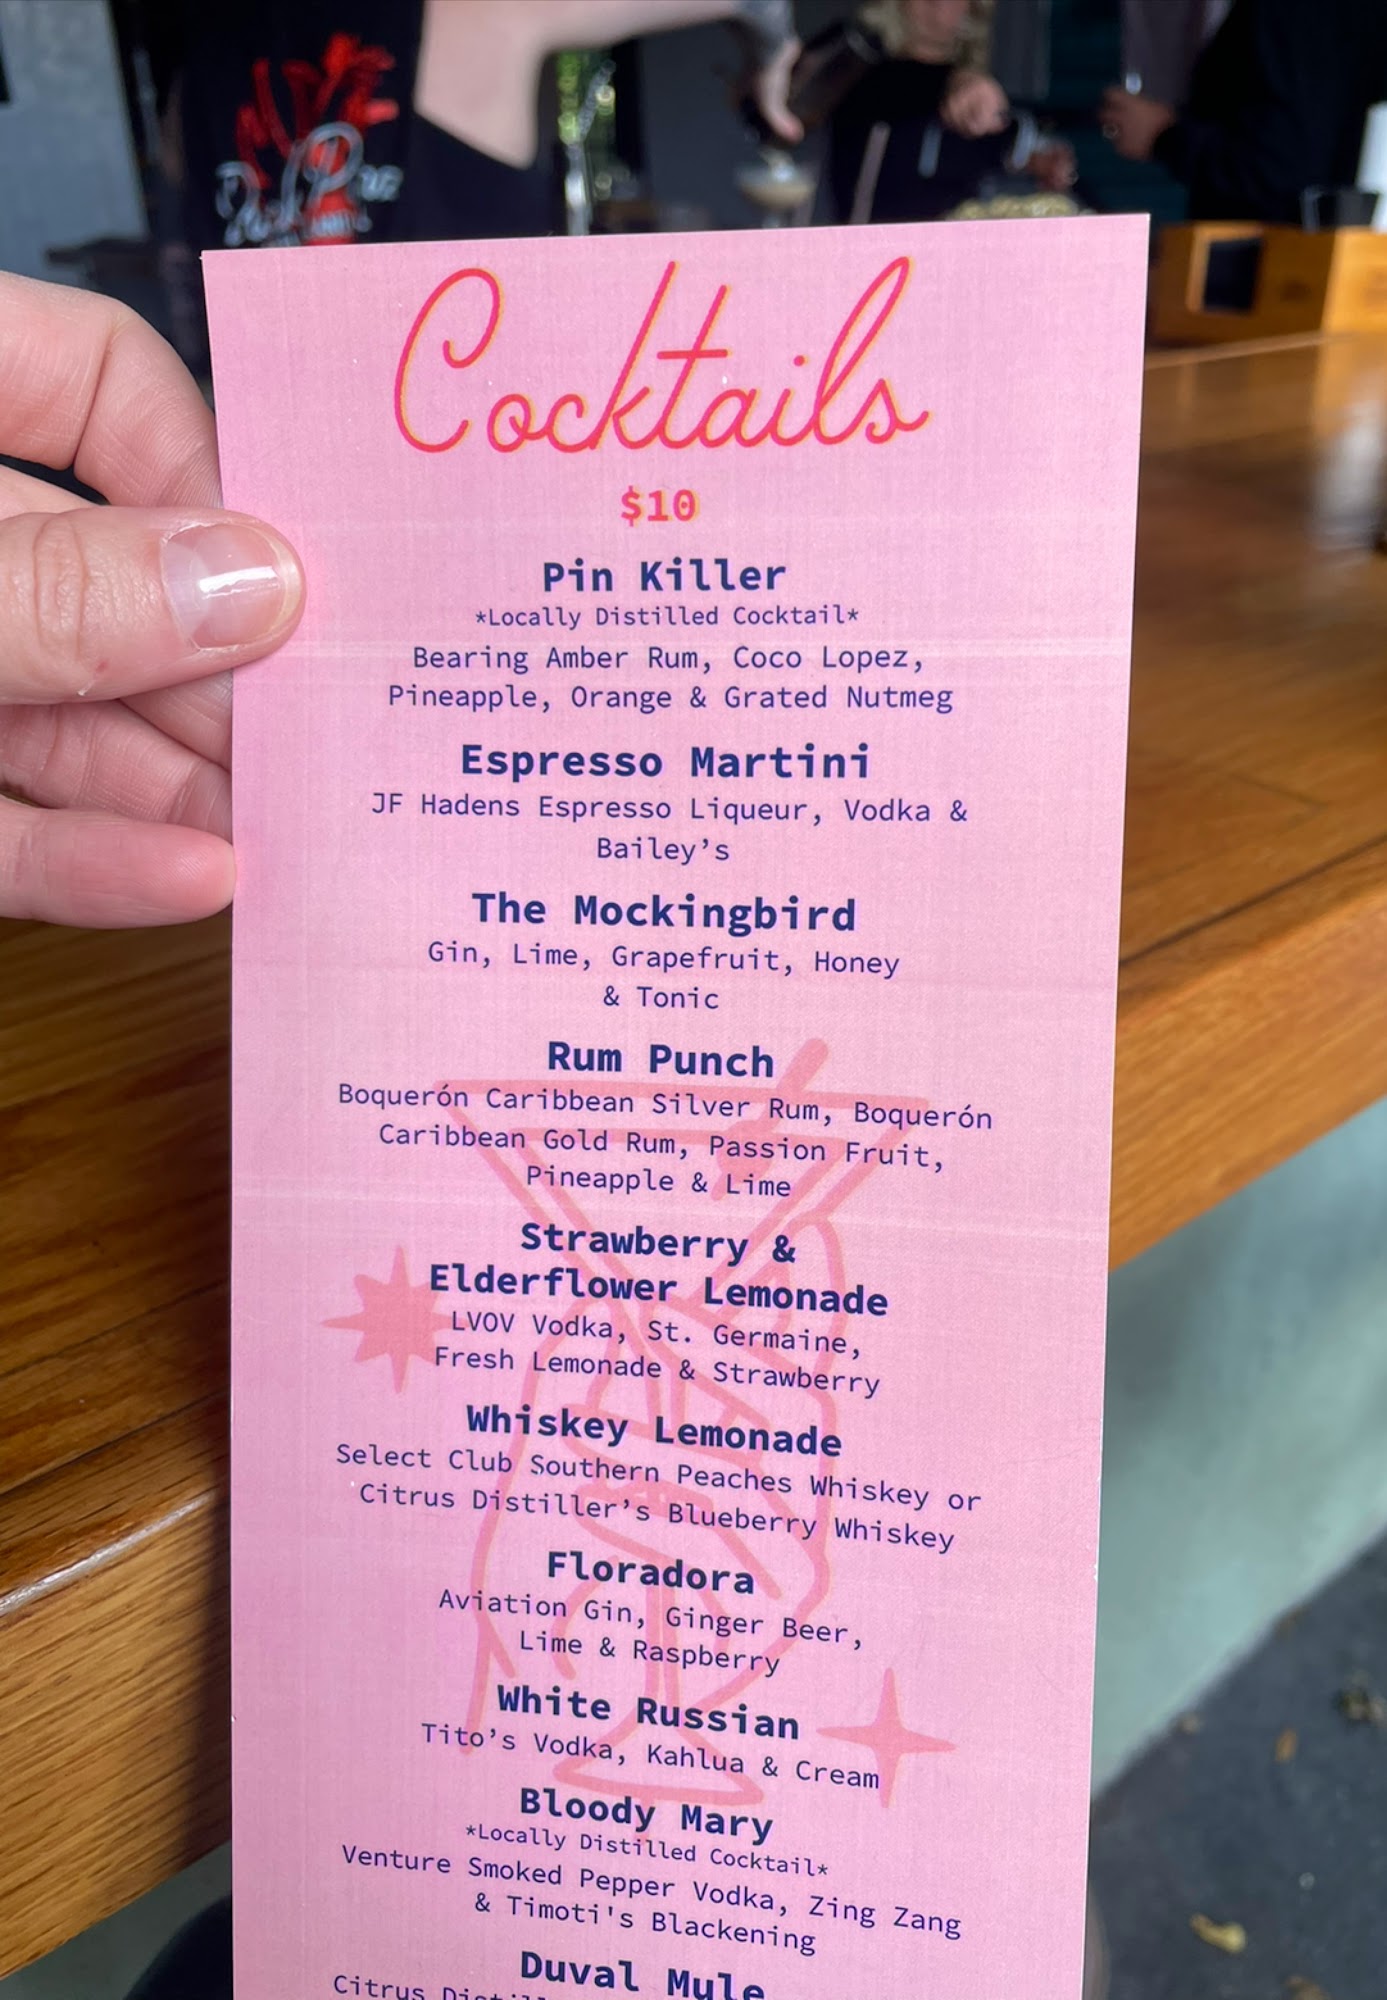 Cocktails
$10
Pin Killer
*Locally Distilled Cocktail*
Bearing Amber Rum, Coco Lopez,
Pineapple, Orange & Grated Nutmeg
Espresso Martini
JF Hadens Espresso Liqueur, Vodka &
Bailey's
The Mockingbird
Gin, Lime, Grapefruit, Honey
& Tonic
Rum Punch
Boquerón Caribbean Silver Rum, Boquerón
Caribbean Gold Rum, Passion Fruit,
Pineapple & Lime
Strawberry &
Elderflower Lemonade
LVOV Vodka, St. Germaine,
Fresh Lemonade & Strawberry
Whiskey Lemonade
Select Club Southern Peaches Whiskey or
Citrus Distiller's Blueberry Whiskey
Floradora
Aviation Gin, Ginger Beer,
Lime & Raspberry
White Russian
Tito's Vodka, Kahlua & Cream
Bloody Mary
*Locally Distilled Cocktail*
Venture Smoked Pepper Vodka, Zing Zang
& Timoti's Blackening
Duval Mule
Citrus